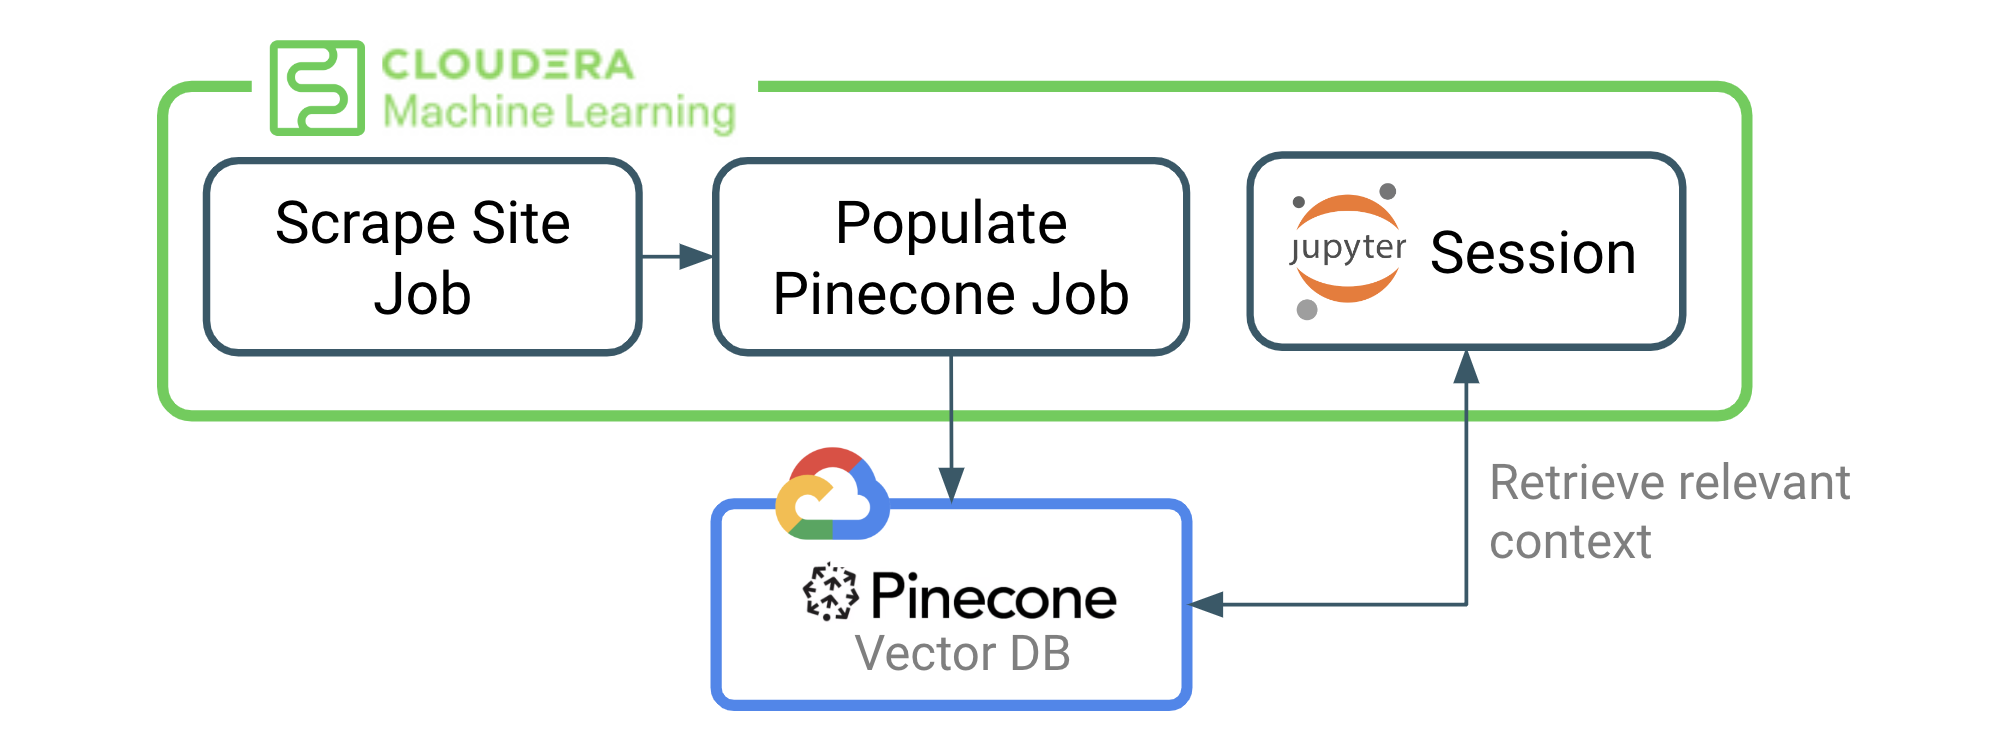 CLOUDERA
Machine Learning
Scrape Site
Job
Populate
Pinecone Job
jupyter
Session
Retrieve relevant
context
Pinecone
Vector DB